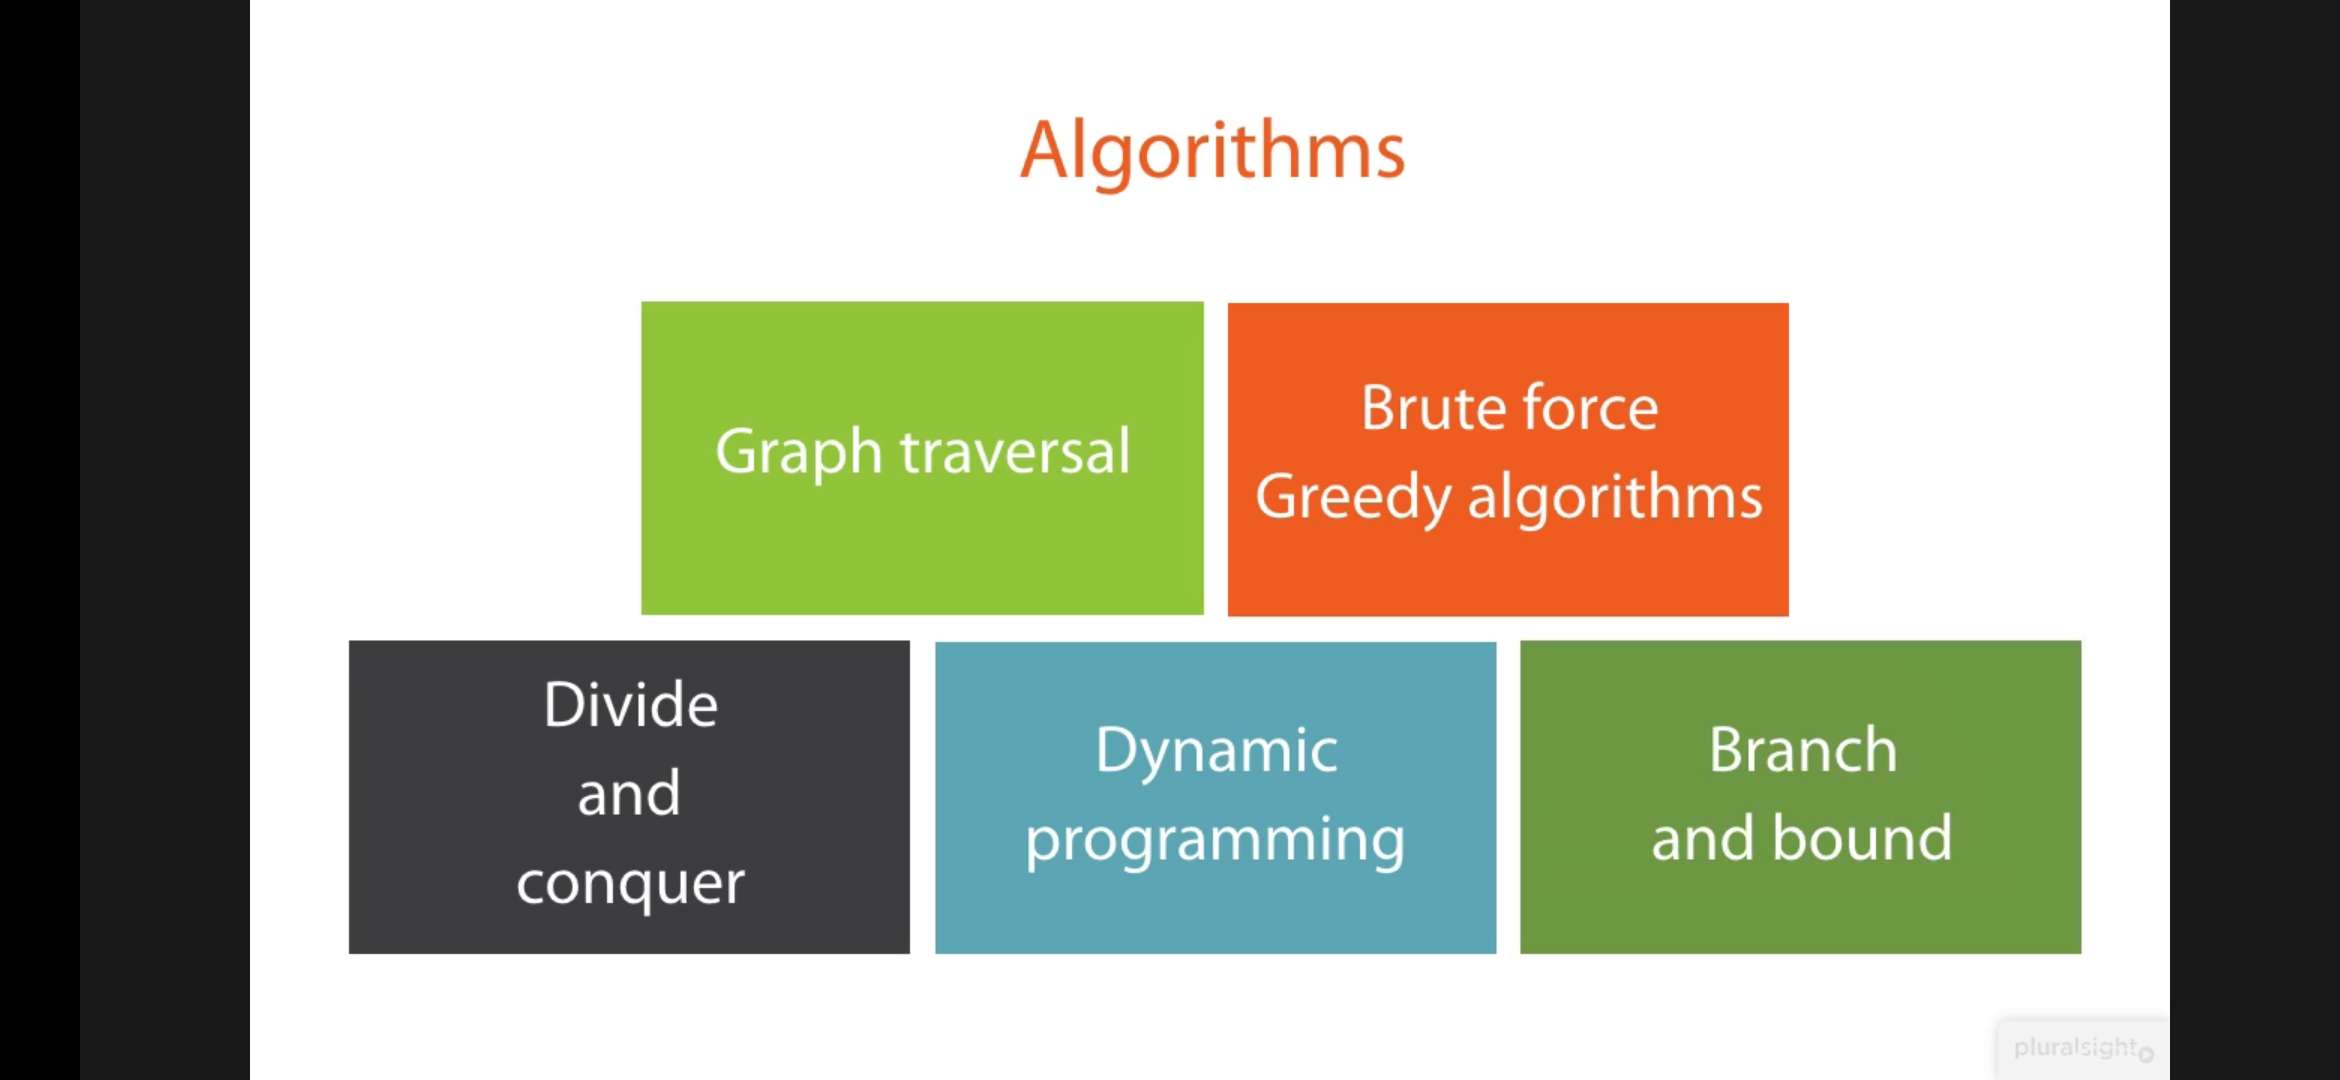 Algorithms
Graph traversal
Brute force
Greedy algorithms
Divide
and
conquer
Dynamic
programming
Branch
and bound
pluralsight